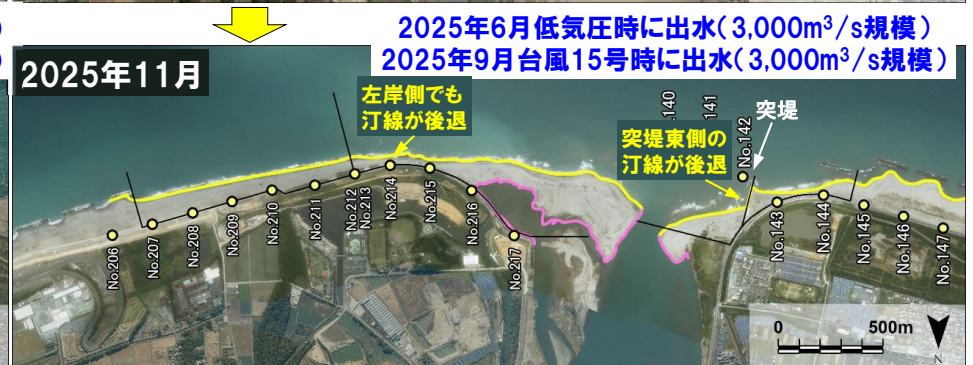 2025年6月低気圧時に出水(3,000m³/s規模)
2025年9月台風15号時に出水(3,000m³/s規模)
2025年11月
左岸側でも
汀線が後退
突堤東側の
汀線が後退
突堤
No.206
No.207
No.208
No.209
No.210
No.211
No.212
No.213
No.214
No.215
No.216
No.217
.140
141
No.142
No.143
No.144
No.145
No.146
No.147
0 500m
N